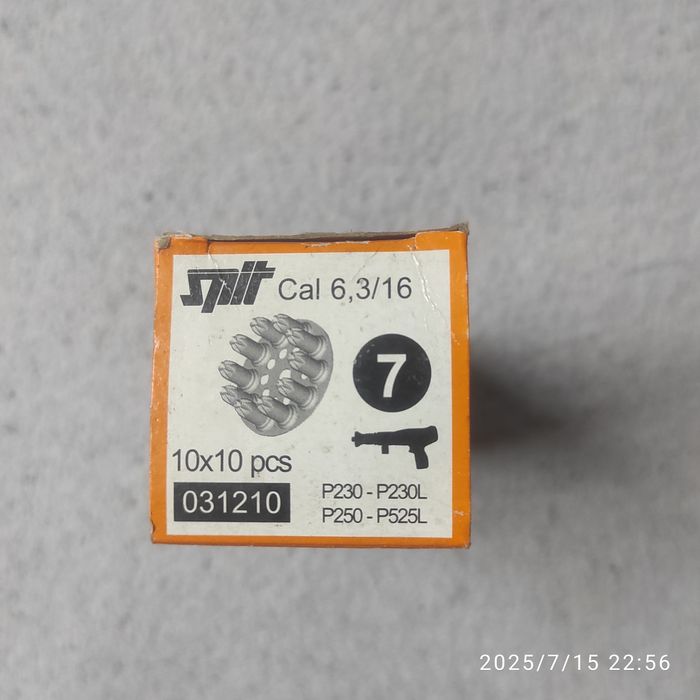 spit Cal 6,3/16
7
10x10 pcs
031210
P230 - P230L
P250 - P525L
2025/7/15 22:56